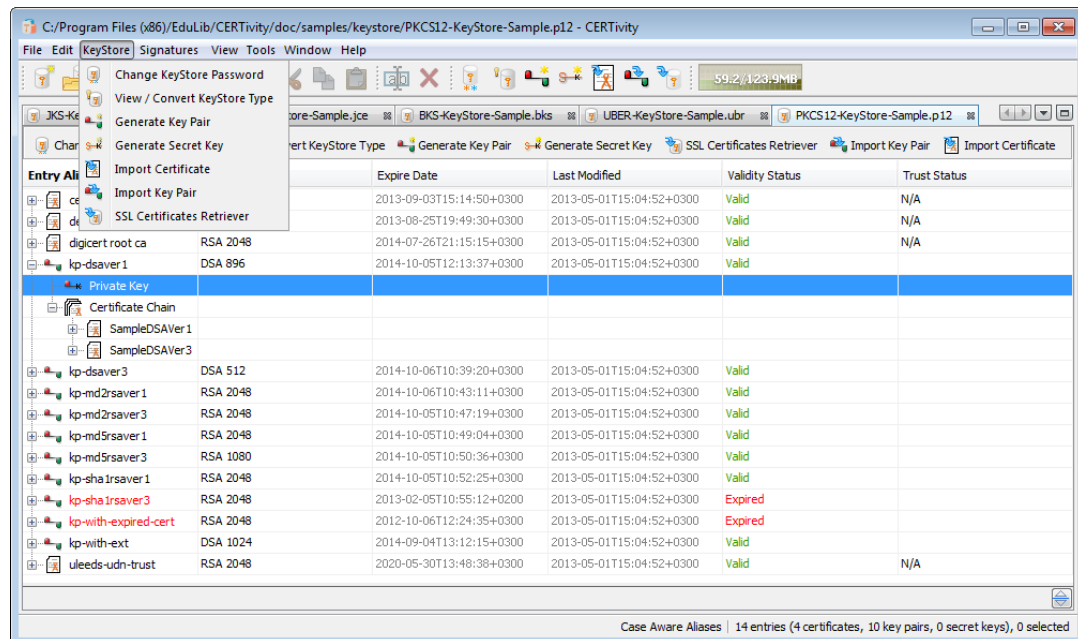 C:/Program Files (x86)/EduLib/CERTivity/doc/samples/keystore/PKCS12-KeyStore-Sample.p12 - CERTivity
File Edit KeyStore Signatures View Tools Window Help
59.2/123.9MB
Change KeyStore Password
View / Convert KeyStore Type
Generate Key Pair
Generate Secret Key
Import Certificate
Import Key Pair
SSL Certificates Retriever
JKS-Ke ore-Sample.jce BKS-KeyStore-Sample.bks UBER-KeyStore-Sample.ubr PKCS12-KeyStore-Sample.p12
Chan ert KeyStore Type Generate Key Pair Generate Secret Key SSL Certificates Retriever Import Key Pair Import Certificate
Entry Ali Expire Date Last Modified Validity Status Trust Status
ce 2013-09-03T15:14:50+0300 2013-05-01T15:04:52+0300 Valid N/A
de 2013-08-25T19:49:30+0300 2013-05-01T15:04:52+0300 Valid N/A
digicert root ca RSA 2048 2014-07-26T21:15:15+0300 2013-05-01T15:04:52+0300 Valid N/A
kp-dsaver1 DSA 896 2014-10-05T12:13:37+0300 2013-05-01T15:04:52+0300 Valid
Private Key
Certificate Chain
SampleDSAVer1
SampleDSAVer3
kp-dsaver3 DSA 512 2014-10-06T10:39:20+0300 2013-05-01T15:04:52+0300 Valid
kp-md2rsaver1 RSA 2048 2014-10-06T10:43:11+0300 2013-05-01T15:04:52+0300 Valid
kp-md2rsaver3 RSA 2048 2014-10-05T10:47:19+0300 2013-05-01T15:04:52+0300 Valid
kp-md5rsaver1 RSA 2048 2014-10-05T10:49:04+0300 2013-05-01T15:04:52+0300 Valid
kp-md5rsaver3 RSA 1080 2014-10-05T10:50:36+0300 2013-05-01T15:04:52+0300 Valid
kp-sha1rsaver1 RSA 2048 2014-10-05T10:52:25+0300 2013-05-01T15:04:52+0300 Valid
kp-sha1rsaver3 RSA 2048 2013-02-05T10:55:12+0200 2013-05-01T15:04:52+0300 Expired
kp-with-expired-cert RSA 2048 2012-10-06T12:24:35+0300 2013-05-01T15:04:52+0300 Expired
kp-with-ext DSA 1024 2014-09-04T13:12:15+0300 2013-05-01T15:04:52+0300 Valid
uleeds-udn-trust RSA 2048 2020-05-30T13:48:38+0300 2013-05-01T15:04:52+0300 Valid N/A
Case Aware Aliases 14 entries (4 certificates, 10 key pairs, 0 secret keys), 0 selected